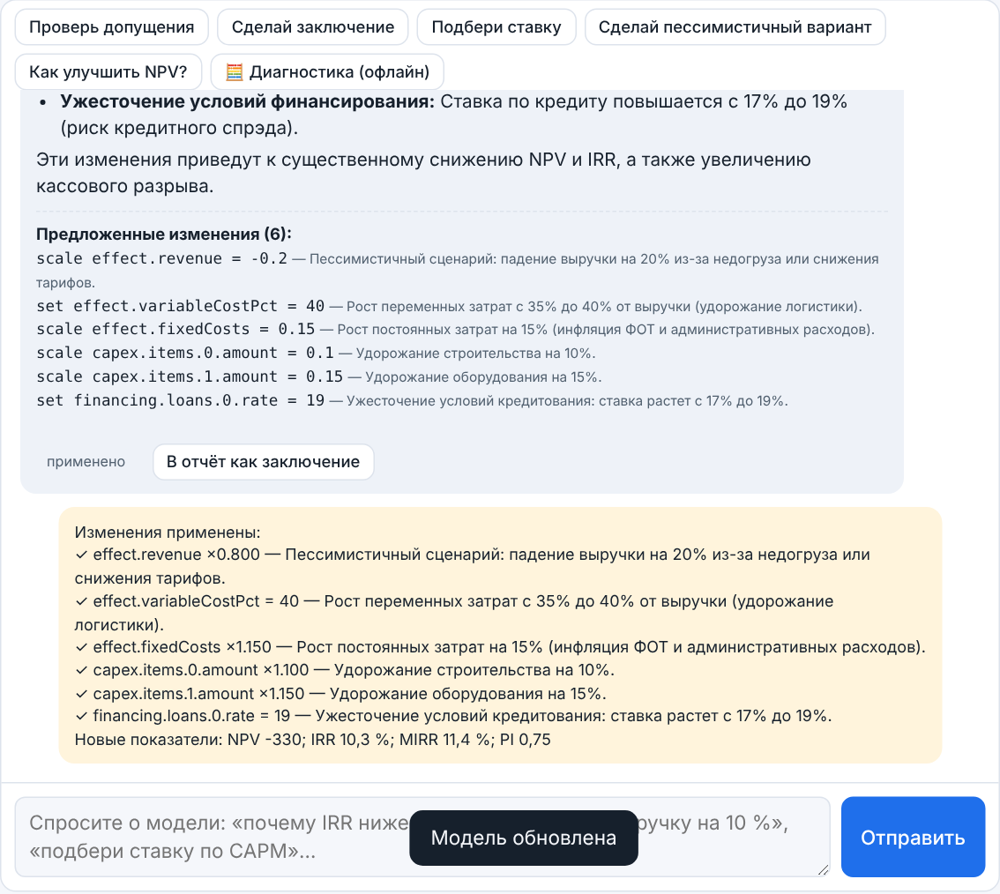 Проверь допущения
Сделай заключение
Подбери ставку
Сделай пессимистичный вариант
Как улучшить NPV?
🧮 Диагностика (офлайн)
• Ужесточение условий финансирования: Ставка по кредиту повышается с 17% до 19%
(риск кредитного спрэда).
Эти изменения приведут к существенному снижению NPV и IRR, а также увеличению
кассового разрыва.
Предложенные изменения (6):
scale effect.revenue = -0.2 — Пессимистичный сценарий: падение выручки на 20% из-за недогруза или снижения
тарифов.
set effect.variableCostPct = 40 — Рост переменных затрат с 35% до 40% от выручки (удорожание логистики).
scale effect.fixedCosts = 0.15 — Рост постоянных затрат на 15% (инфляция ФОТ и административных расходов).
scale capex.items.0.amount = 0.1 — Удорожание строительства на 10%.
scale capex.items.1.amount = 0.15 — Удорожание оборудования на 15%.
set financing.loans.0.rate = 19 — Ужесточение условий кредитования: ставка растет с 17% до 19%.
применено
В отчёт как заключение
Изменения применены:
✓ effect.revenue ×0.800 — Пессимистичный сценарий: падение выручки на 20% из-за недогруза или
снижения тарифов.
✓ effect.variableCostPct = 40 — Рост переменных затрат с 35% до 40% от выручки (удорожание
логистики).
✓ effect.fixedCosts ×1.150 — Рост постоянных затрат на 15% (инфляция ФОТ и административных расходов).
✓ capex.items.0.amount ×1.100 — Удорожание строительства на 10%.
✓ capex.items.1.amount ×1.150 — Удорожание оборудования на 15%.
✓ financing.loans.0.rate = 19 — Ужесточение условий кредитования: ставка растет с 17% до 19%.
Новые показатели: NPV -330; IRR 10,3 %; MIRR 11,4 %; PI 0,75
Спросите о модели: «почему IRR ниже ручку на 10 %»,
«подбери ставку по CAPM»...
Модель обновлена
Отправить